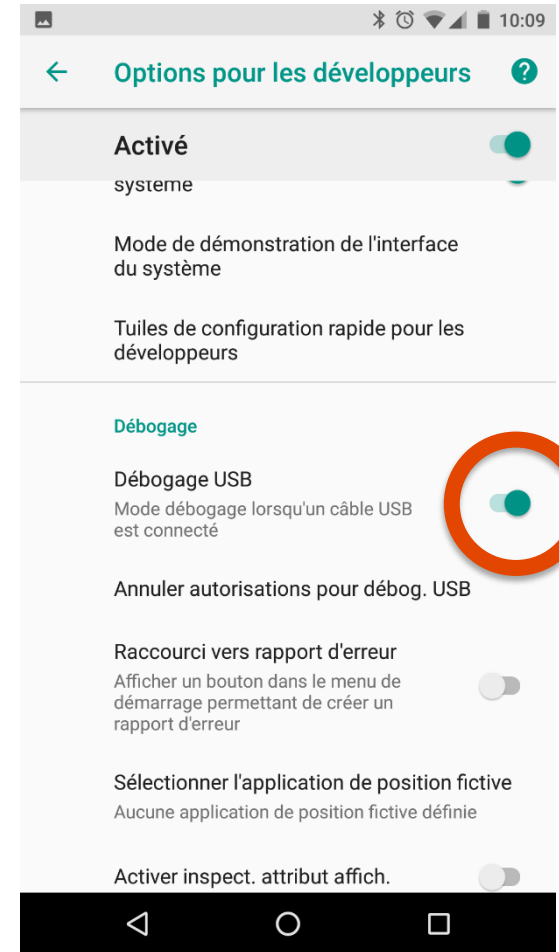 10:09
Options pour les développeurs
Activé
système
Mode de démonstration de l'interface
du système
Tuiles de configuration rapide pour les
développeurs
Débogage
Débogage USB
Mode débogage lorsqu'un câble USB
est connecté
Annuler autorisations pour débog. USB
Raccourci vers rapport d'erreur
Afficher un bouton dans le menu de
démarrage permettant de créer un
rapport d'erreur
Sélectionner l'application de position fictive
Aucune application de position fictive définie
Activer inspect. attribut affich.